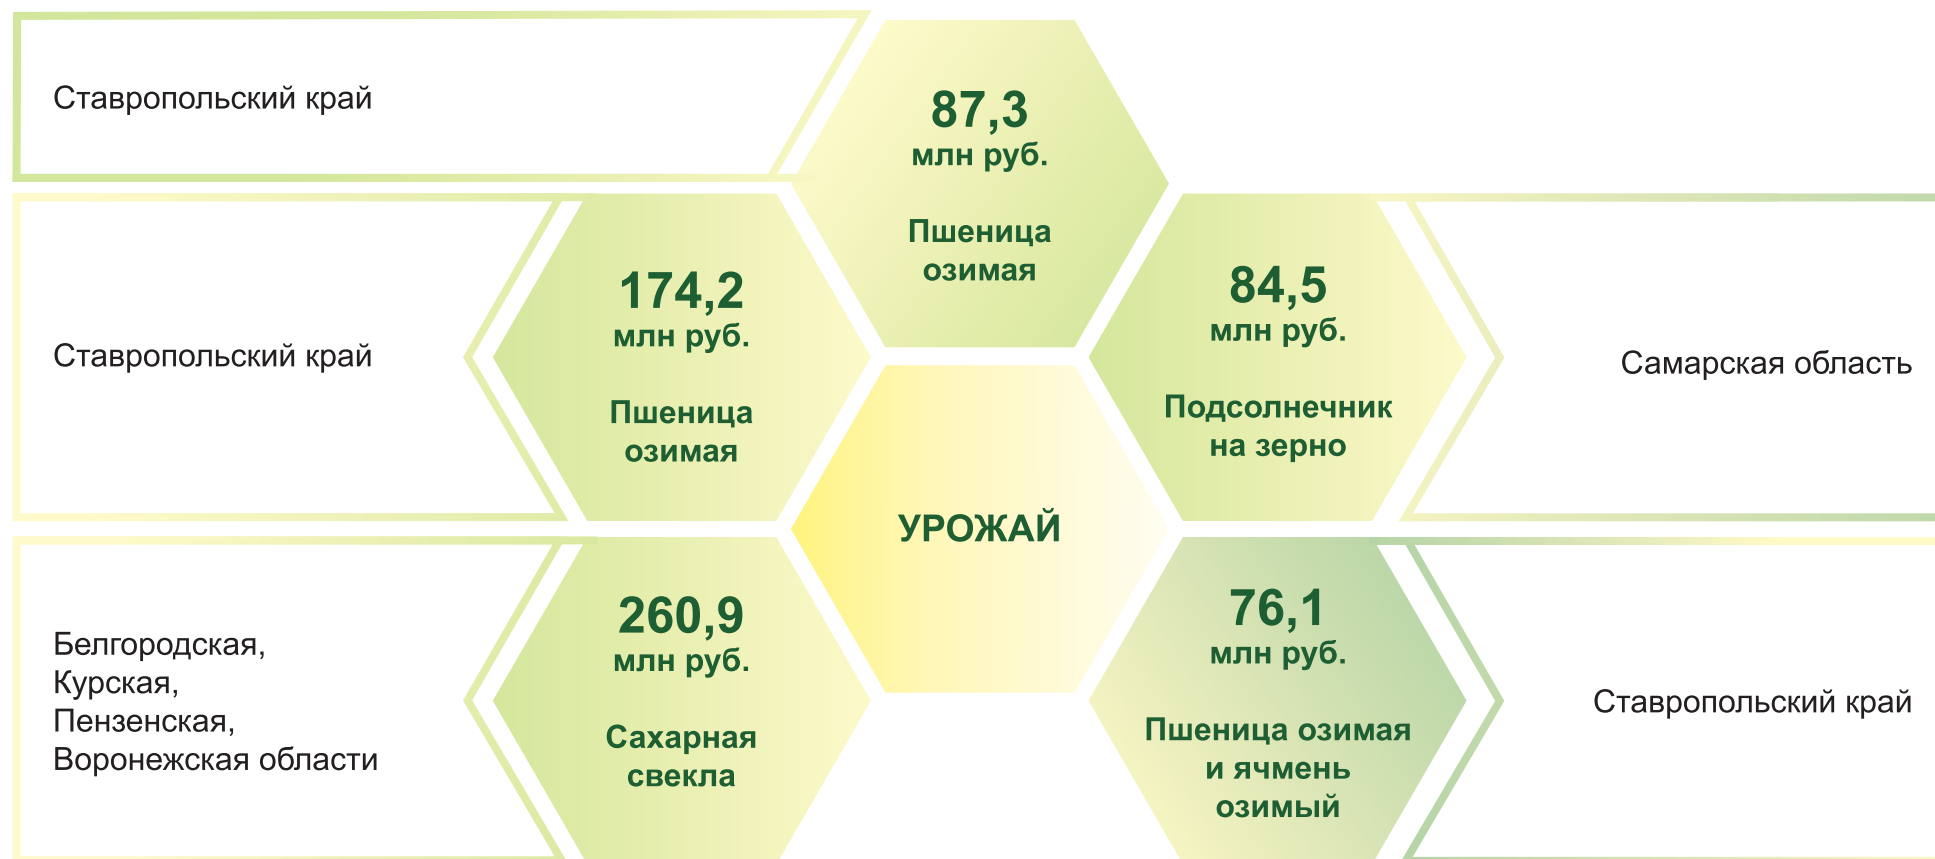 Ставропольский край
87,3
млн руб.
Пшеница
озимая
Ставропольский край
174,2
млн руб.
Пшеница
озимая
84,5
млн руб.
Подсолнечник
на зерно
Самарская область
УРОЖАЙ
Белгородская,
Курская,
Пензенская,
Воронежская области
260,9
млн руб.
Сахарная
свекла
76,1
млн руб.
Пшеница озимая
и ячмень
озимый
Ставропольский край